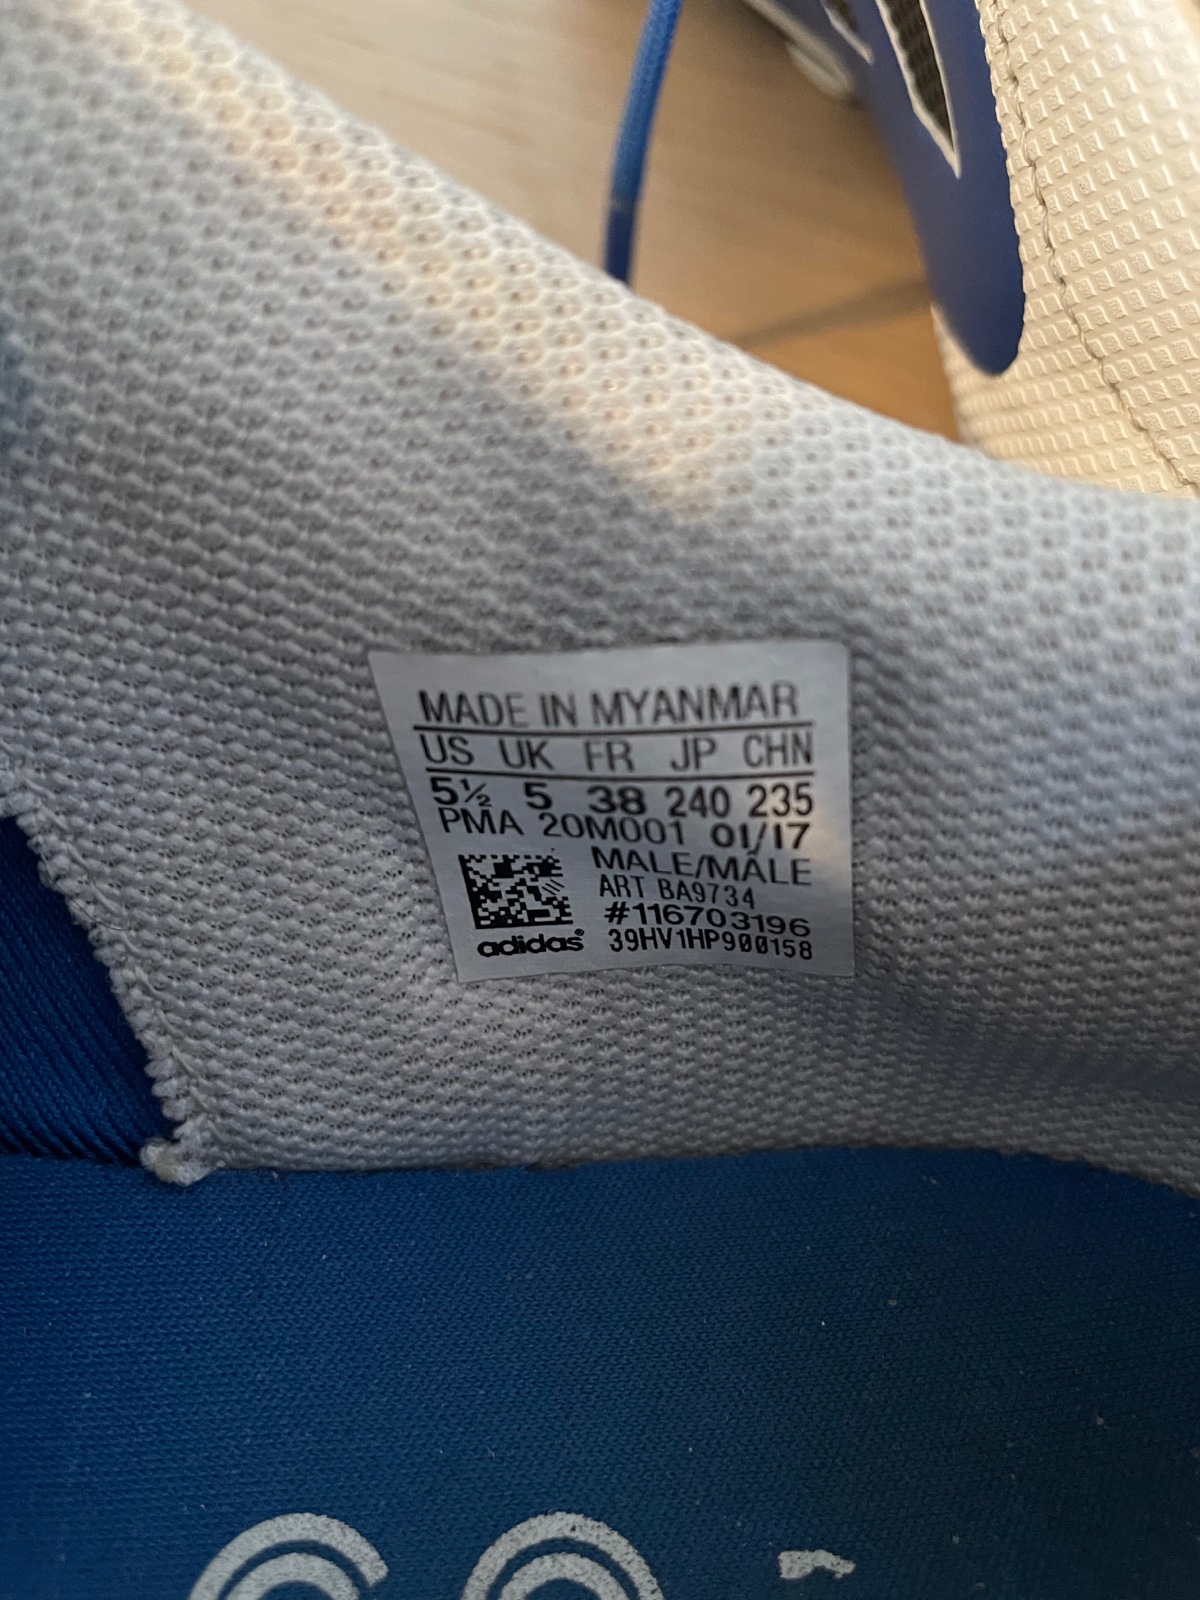 MADE IN MYANMAR
US UK FR JP CHN
5½ 5 38 240 235
PMA 20M001 01/17
MALE/MÂLE
ART BA9734
#116703196
adidas® 39HV1HP900158